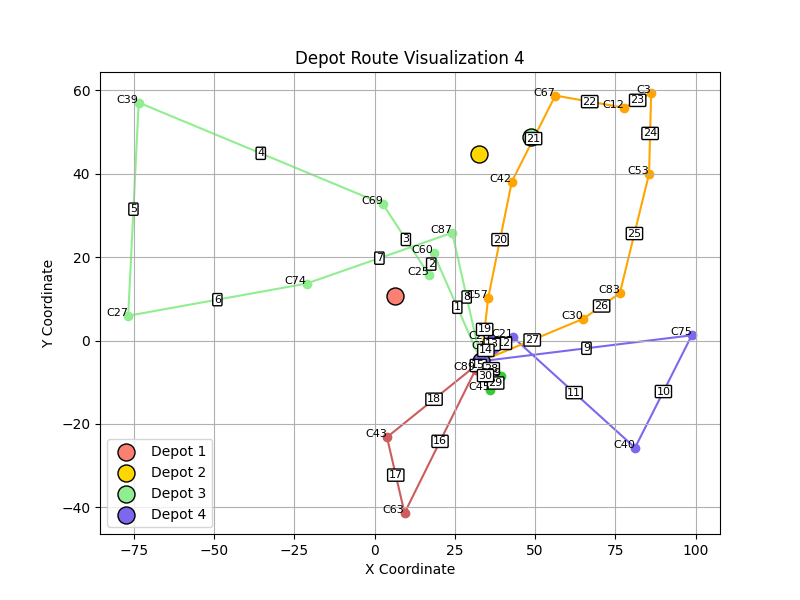 Depot Route Visualization 4
Y Coordinate
60
40
20
0
−20
−40
−75
−50
−25
0
25
50
75
100
X Coordinate
Depot 1
Depot 2
Depot 3
Depot 4
C39
C67
C12
C3
C53
C42
C69
C87
C60
C25
C74
C27
C57
C83
C30
C21
C75
C40
C43
C63
1
2
3
4
5
6
7
8
9
10
11
12
14
16
17
18
19
20
21
22
23
24
25
26
27
29
30